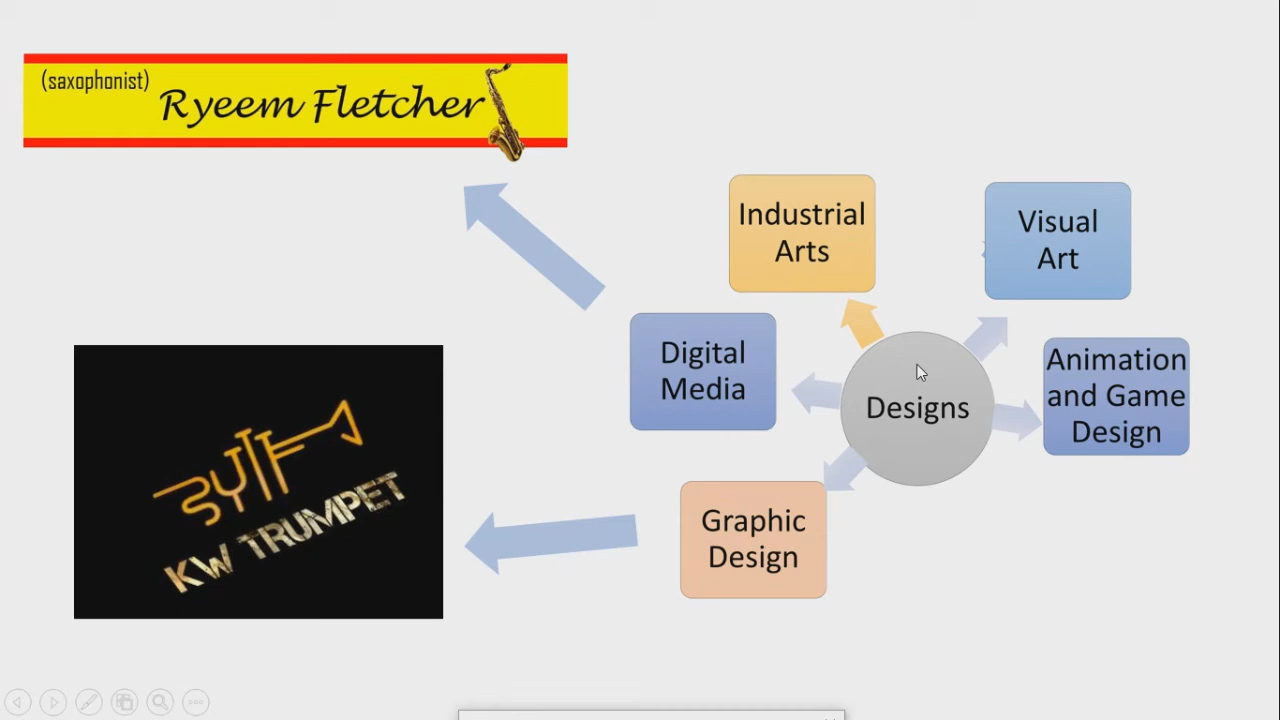 (saxophonist)
Ryeem Fletcher
Industrial
Arts
Visual
Art
Digital
Media
Animation
and Game
Design
Designs
Graphic
Design
KW TRUMPET